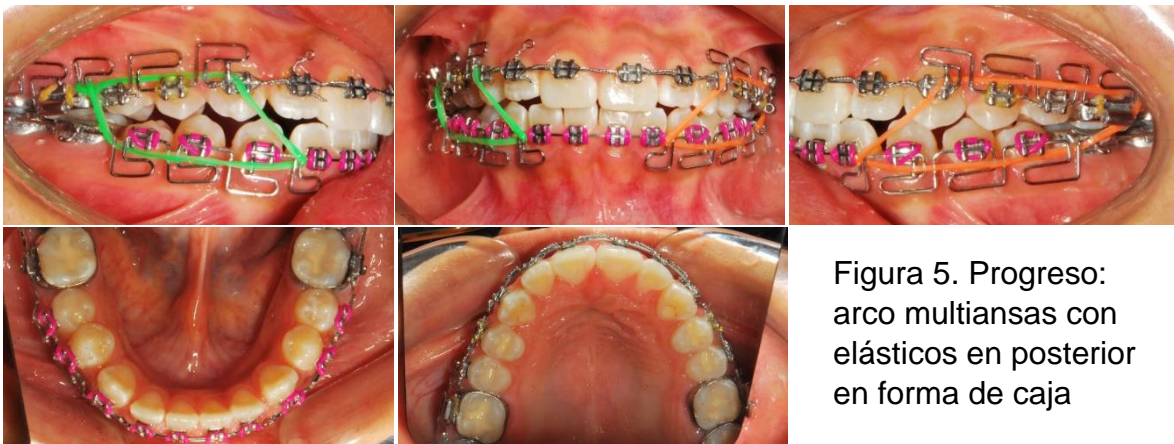 Figura 5. Progreso:
arco multiansas con
elásticos en posterior
en forma de caja